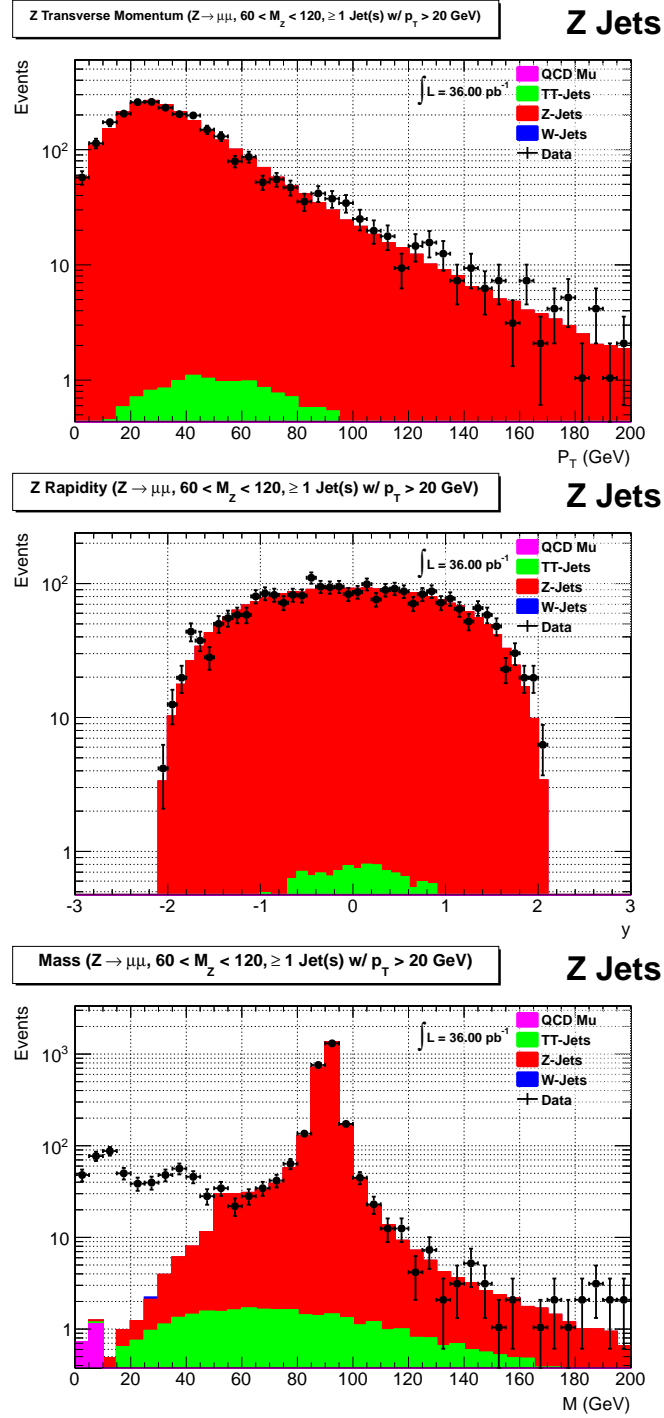 Z Transverse Momentum (Z → μμ, 60 < M_Z < 120, ≥ 1 Jet(s) w/ p_T > 20 GeV)
Z Jets
Events
∫ L = 36.00 pb⁻¹
QCD Mu
TT-Jets
Z-Jets
W-Jets
Data
10²
10
1
0 20 40 60 80 100 120 140 160 180 200
P_T (GeV)
Z Rapidity (Z → μμ, 60 < M_Z < 120, ≥ 1 Jet(s) w/ p_T > 20 GeV)
Z Jets
Events
∫ L = 36.00 pb⁻¹
QCD Mu
TT-Jets
Z-Jets
W-Jets
Data
10²
10
1
-3 -2 -1 0 1 2 3
y
Mass (Z → μμ, 60 < M_Z < 120, ≥ 1 Jet(s) w/ p_T > 20 GeV)
Z Jets
Events
∫ L = 36.00 pb⁻¹
QCD Mu
TT-Jets
Z-Jets
W-Jets
Data
10³
10²
10
1
0 20 40 60 80 100 120 140 160 180 200
M (GeV)